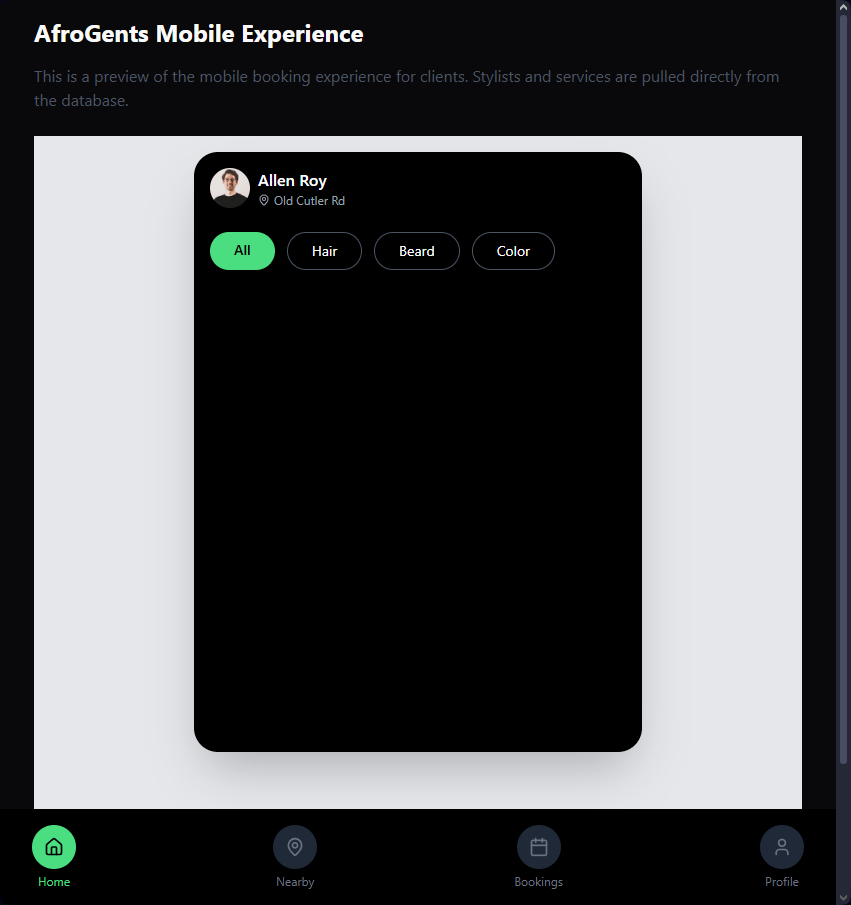 AfroGents Mobile Experience
This is a preview of the mobile booking experience for clients. Stylists and services are pulled directly from
the database.
Allen Roy
Old Cutler Rd
All Hair Beard Color
Home Nearby Bookings Profile